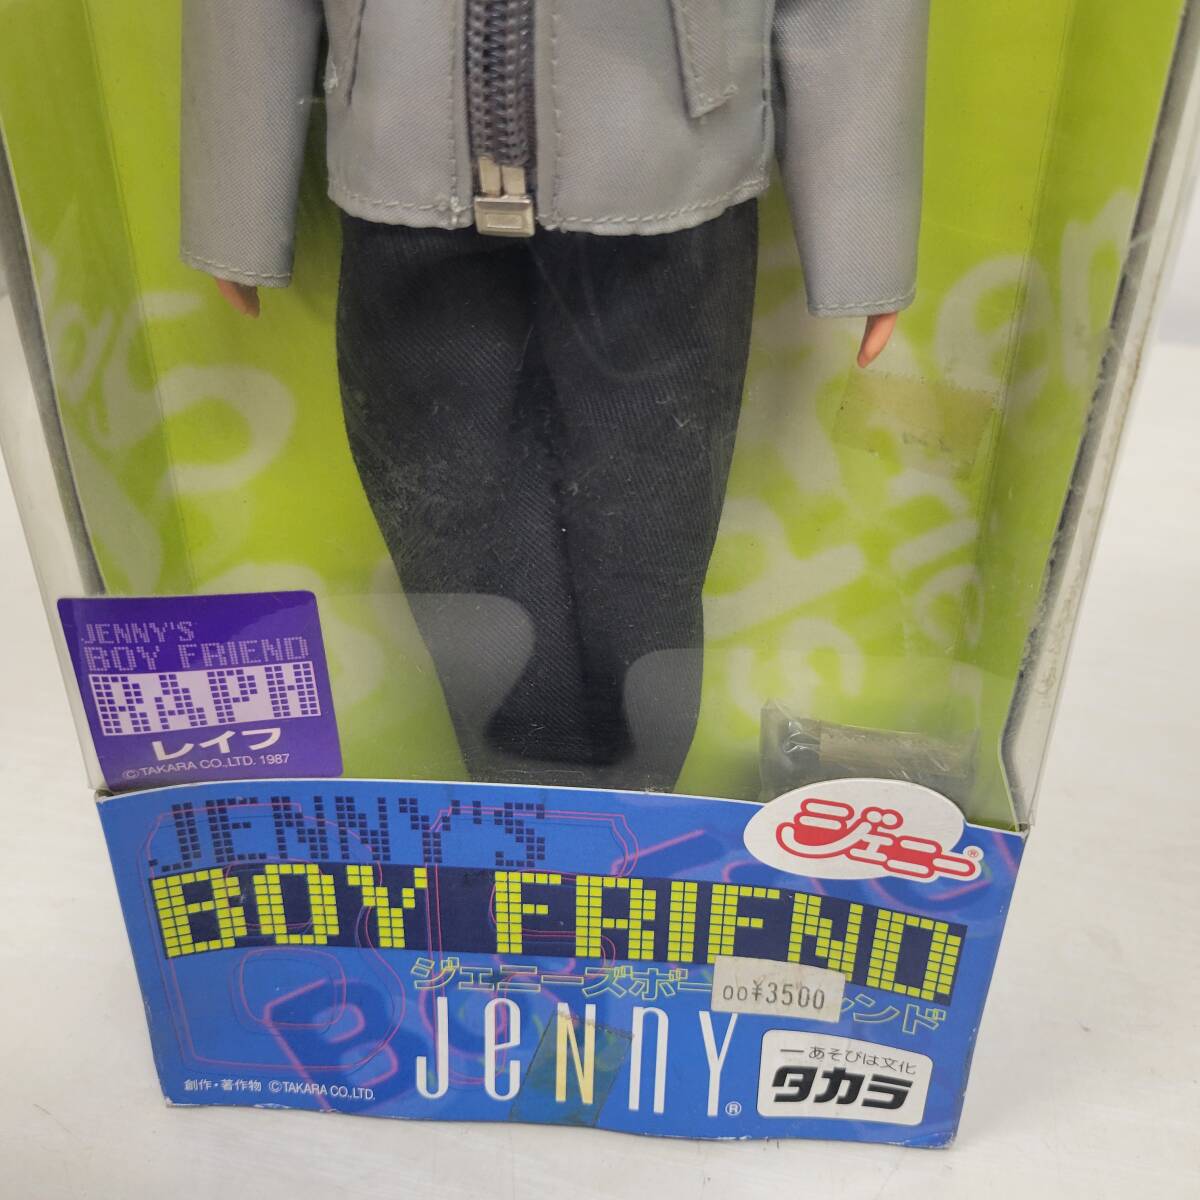 JENNY'S
BOY FRIEND
RAPH
レイフ
©TAKARA CO.,LTD. 1987
JENNY'S
ジェニー®
BOY FRIEND
ジェニーズボー
ンド
00 ¥3500
JeNNY®
創作・著作物 ©TAKARA CO.,LTD.
ーあそびは文化
タカラ